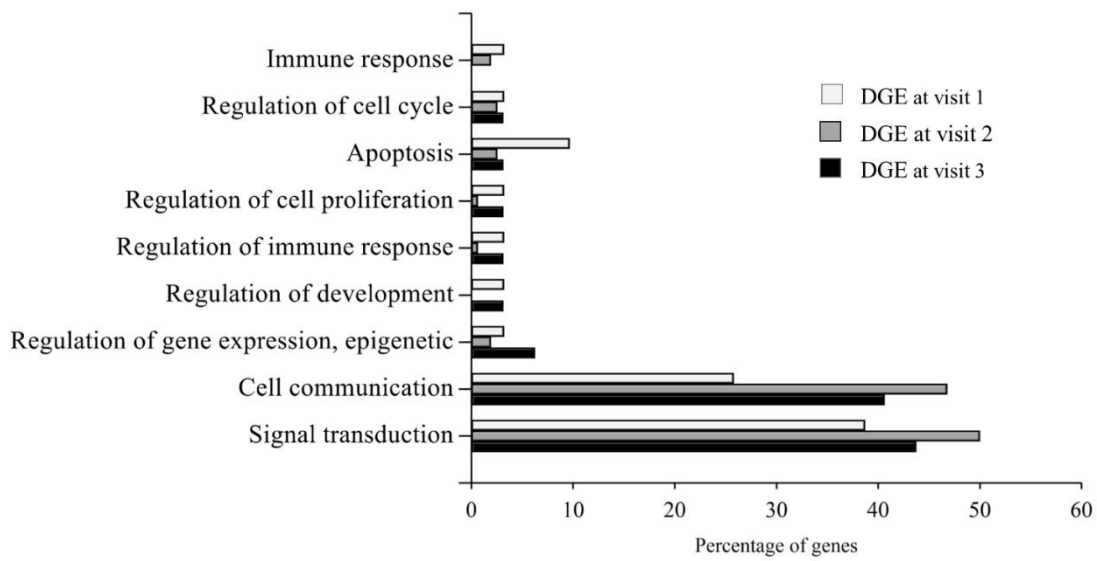 Immune response
Regulation of cell cycle
Apoptosis
Regulation of cell proliferation
Regulation of immune response
Regulation of development
Regulation of gene expression, epigenetic
Cell communication
Signal transduction
DGE at visit 1
DGE at visit 2
DGE at visit 3
0 10 20 30 40 50 60
Percentage of genes